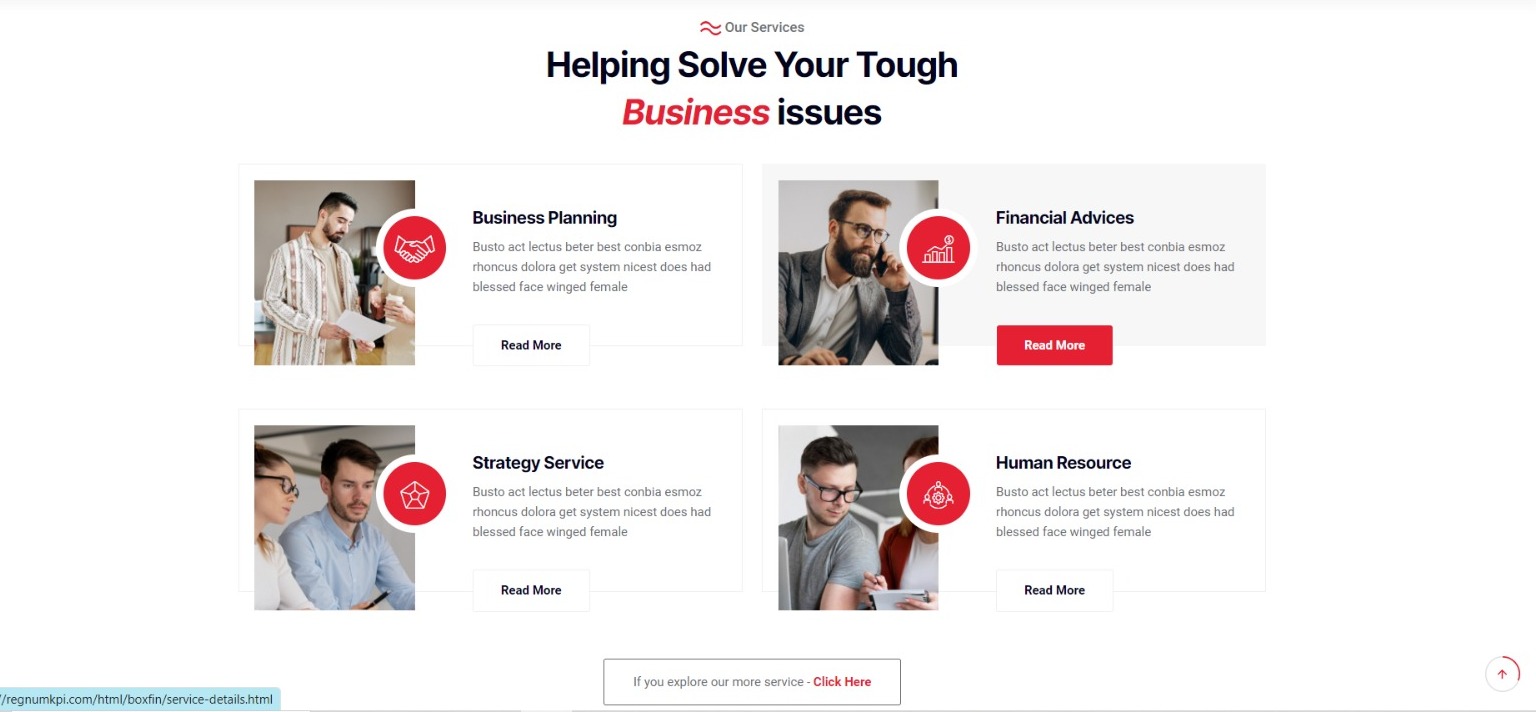 Our Services
Helping Solve Your Tough
Business issues
Business Planning
Busto act lectus beter best conbia esmoz
rhoncus dolora get system nicest does had
blessed face winged female
Read More
Financial Advices
Busto act lectus beter best conbia esmoz
rhoncus dolora get system nicest does had
blessed face winged female
Read More
Strategy Service
Busto act lectus beter best conbia esmoz
rhoncus dolora get system nicest does had
blessed face winged female
Read More
Human Resource
Busto act lectus beter best conbia esmoz
rhoncus dolora get system nicest does had
blessed face winged female
Read More
If you explore our more service - Click Here
/regnumkpi.com/html/boxfin/service-details.html